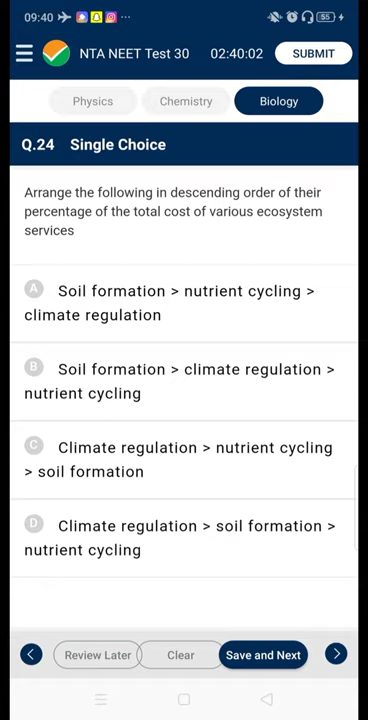 09:40 ...
55
NTA NEET Test 30 02:40:02 SUBMIT
Physics Chemistry Biology
Q.24 Single Choice
Arrange the following in descending order of their
percentage of the total cost of various ecosystem
services
A Soil formation > nutrient cycling >
climate regulation
B Soil formation > climate regulation >
nutrient cycling
C Climate regulation > nutrient cycling
> soil formation
D Climate regulation > soil formation >
nutrient cycling
Review Later Clear Save and Next